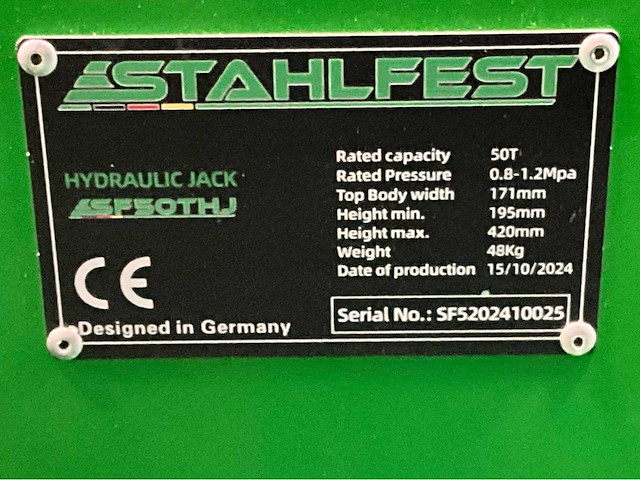 STAHLFEST
HYDRAULIC JACK
SF50THJ
CE
Designed in Germany
Rated capacity 50T
Rated Pressure 0.8-1.2Mpa
Top Body width 171mm
Height min. 195mm
Height max. 420mm
Weight 48Kg
Date of production 15/10/2024
Serial No.: SF5202410025